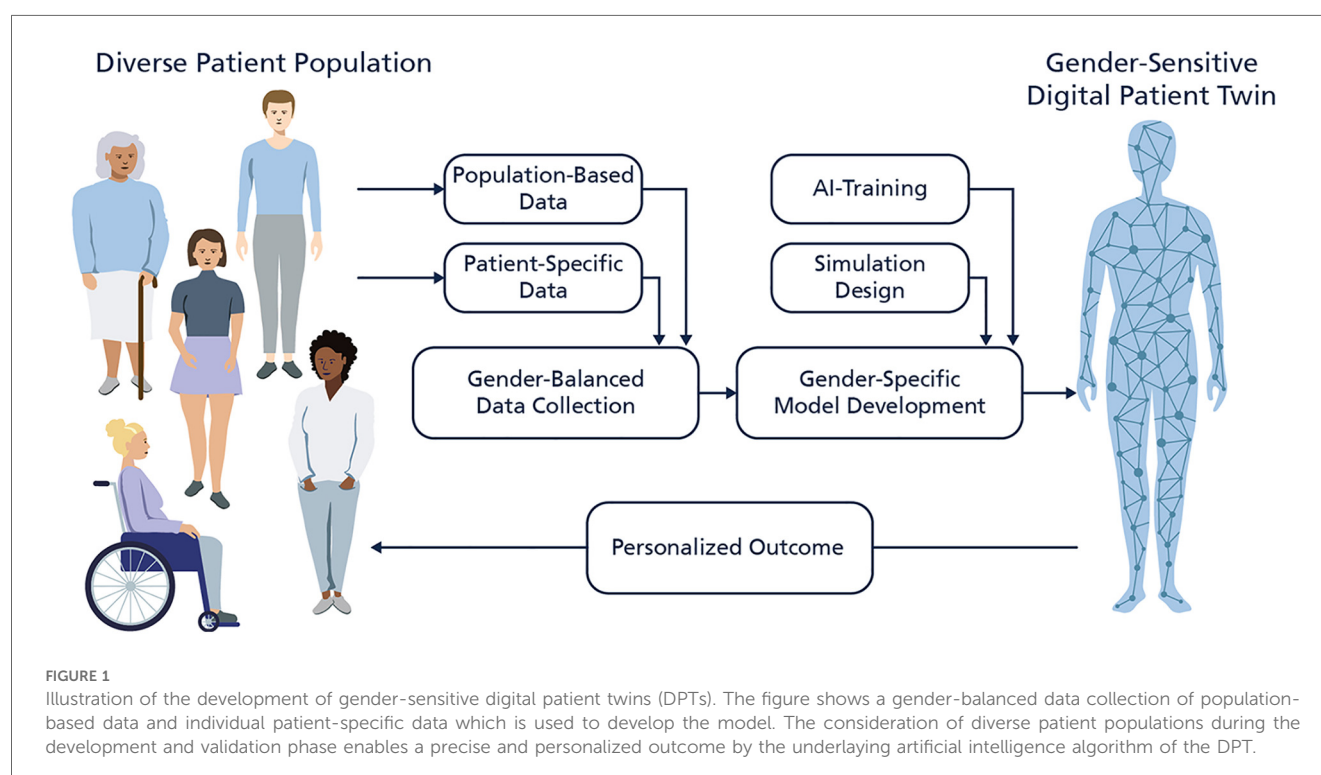 Diverse Patient Population
Gender-Sensitive
Digital Patient Twin
Population-Based
Data
AI-Training
Patient-Specific
Data
Simulation
Design
Gender-Balanced
Data Collection
Gender-Specific
Model Development
Personalized Outcome
FIGURE 1
Illustration of the development of gender-sensitive digital patient twins (DPTs). The figure shows a gender-balanced data collection of population-
based data and individual patient-specific data which is used to develop the model. The consideration of diverse patient populations during the
development and validation phase enables a precise and personalized outcome by the underlaying artificial intelligence algorithm of the DPT.